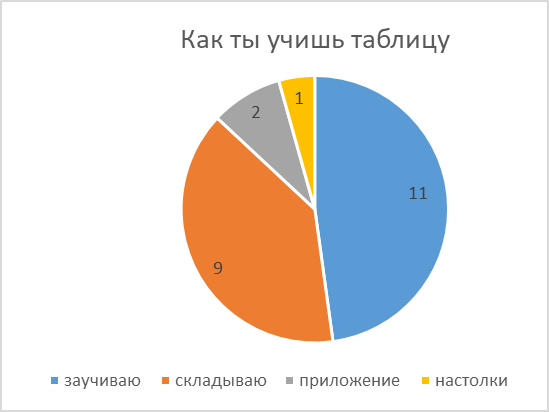 Как ты учишь таблицу
1
2
11
9
заучиваю складываю приложение настолки